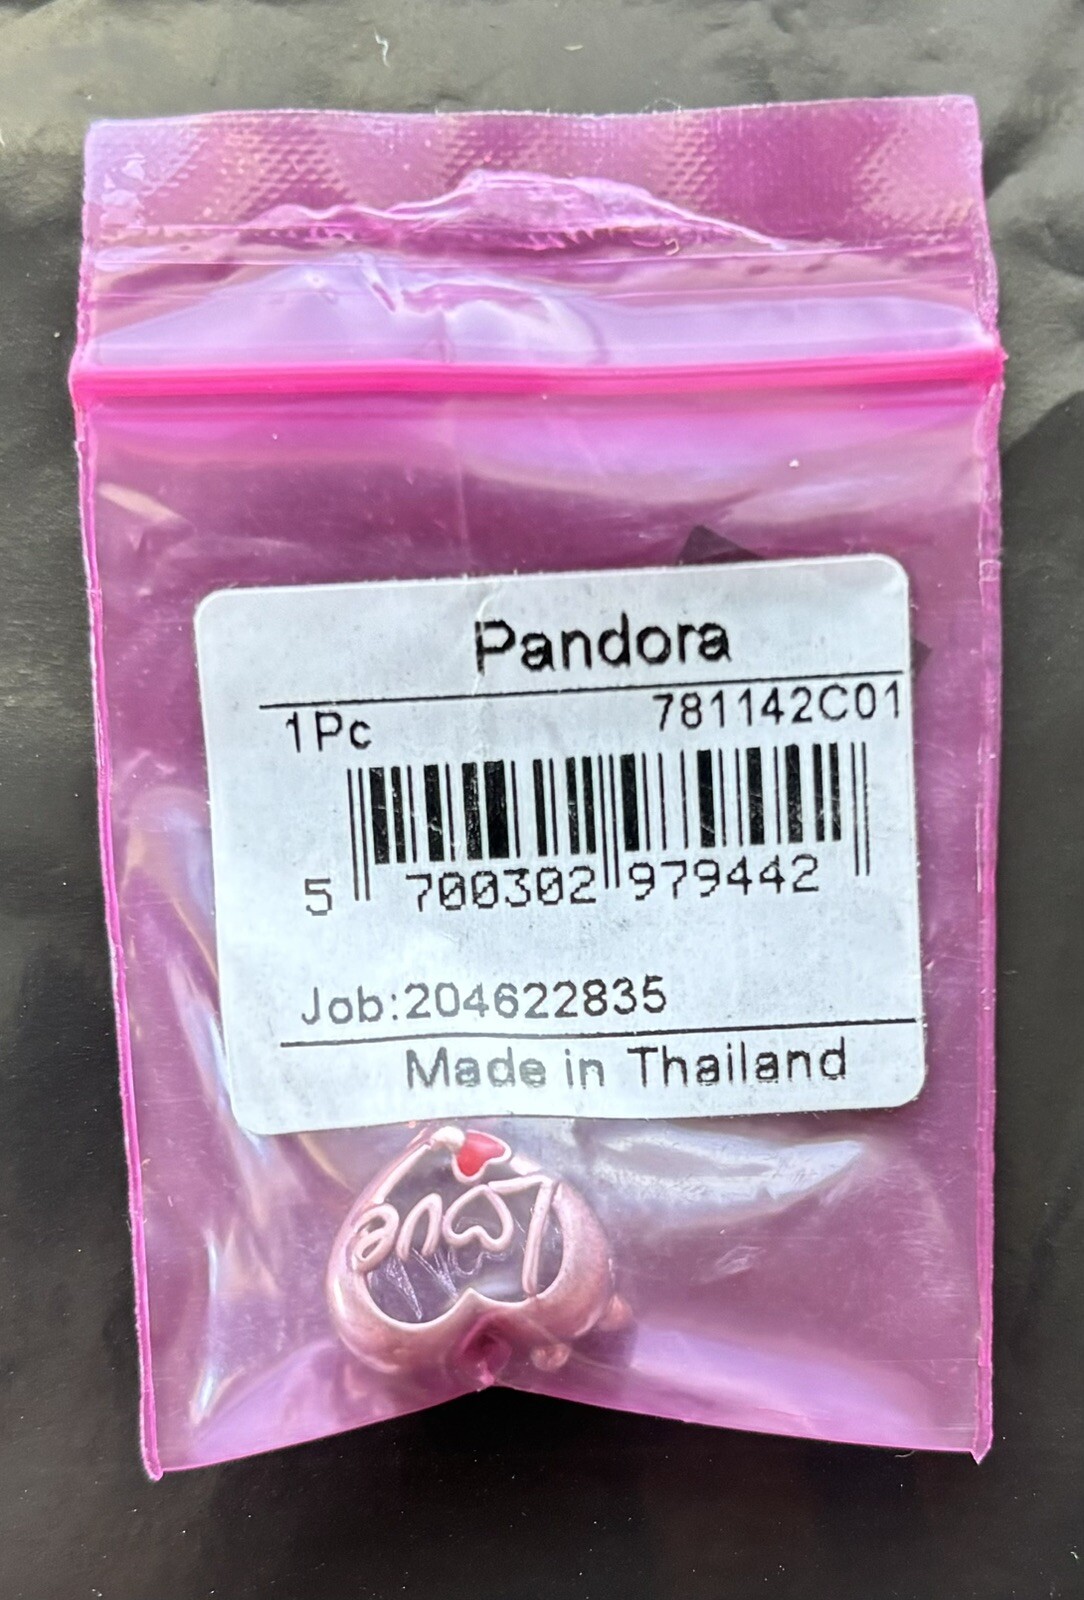 Pandora
1Pc 781142C01
5 700302 979442
Job:204622835
Made in Thailand